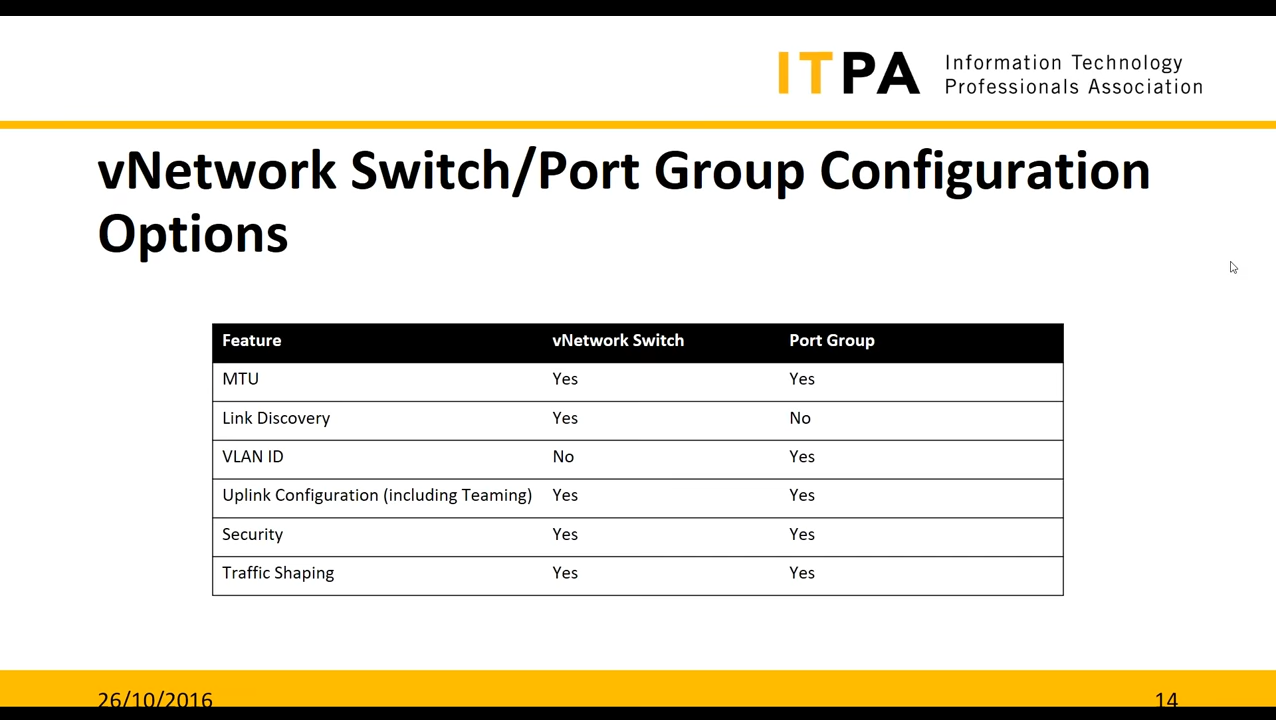 ITPA Information Technology
Professionals Association
vNetwork Switch/Port Group Configuration
Options
Feature vNetwork Switch Port Group
MTU Yes Yes
Link Discovery Yes No
VLAN ID No Yes
Uplink Configuration (including Teaming) Yes Yes
Security Yes Yes
Traffic Shaping Yes Yes
26/10/2016 14